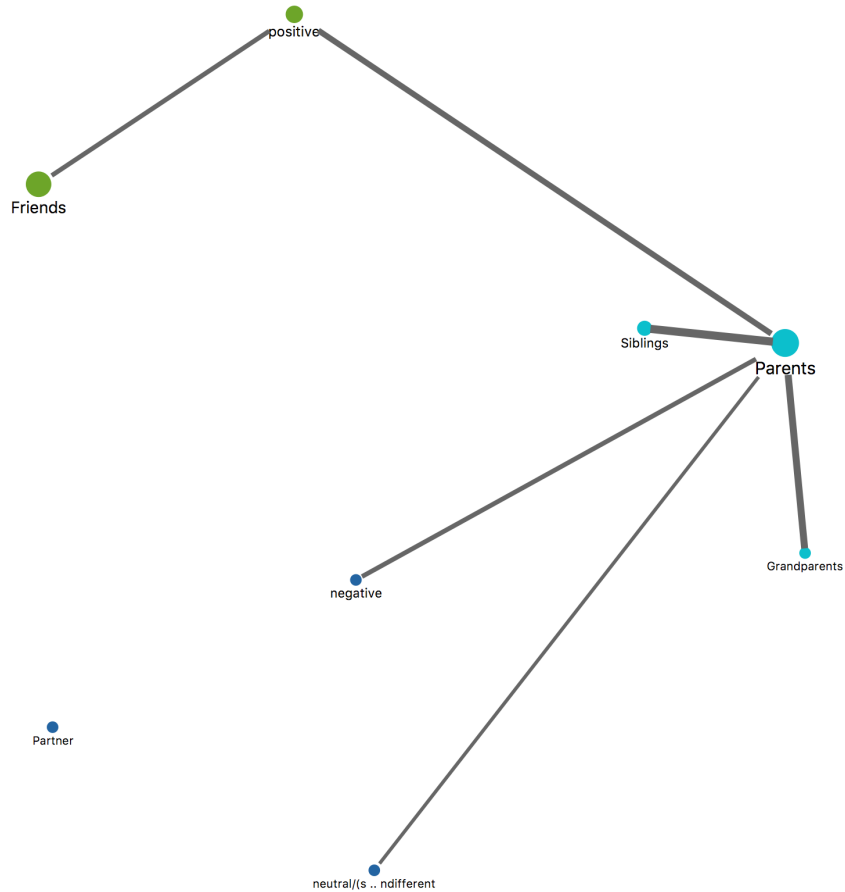 positive
Friends
Siblings
Parents
Grandparents
negative
Partner
neutral/(s .. ndifferent